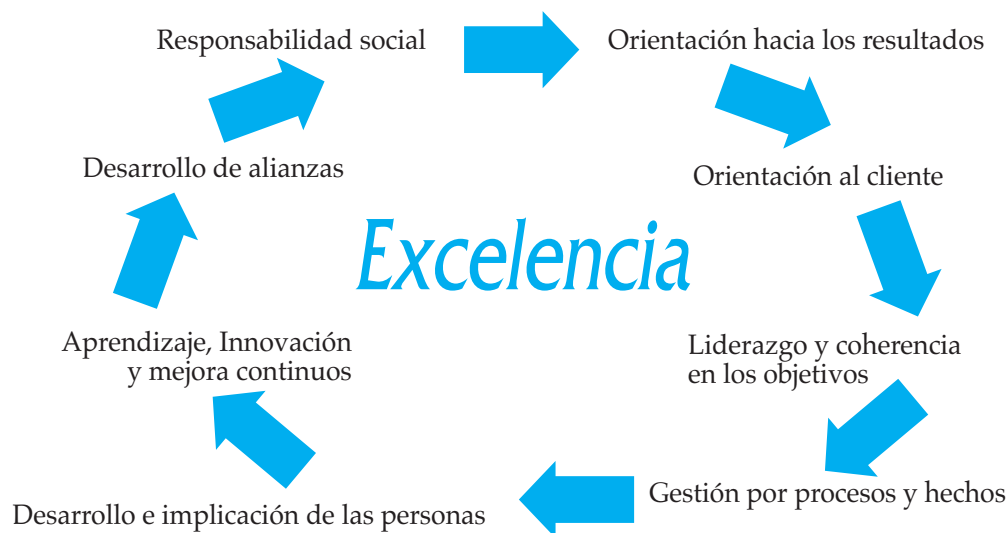 Responsabilidad social
Orientación hacia los resultados
Desarrollo de alianzas
Orientación al cliente
Excelencia
Aprendizaje, Innovación
y mejora continuos
Liderazgo y coherencia
en los objetivos
Gestión por procesos y hechos
Desarrollo e implicación de las personas